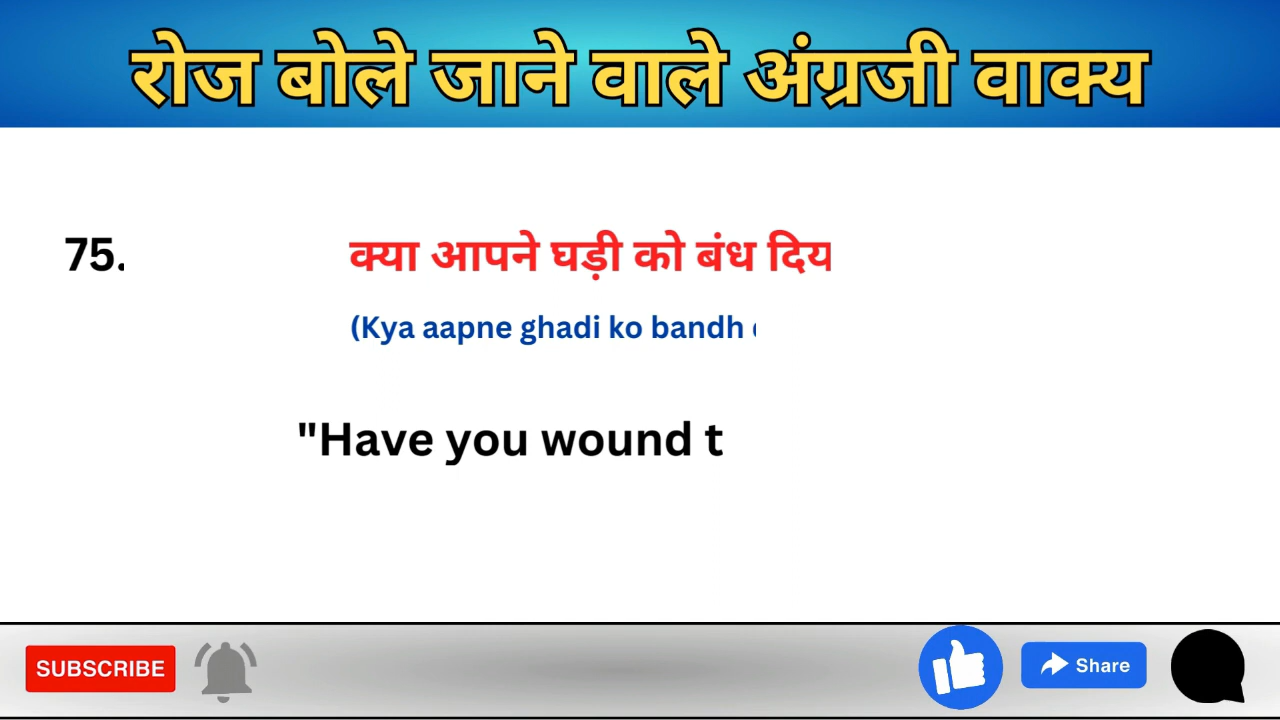 रोज बोले जाने वाले अंग्रजी वाक्य
75.
क्या आपने घड़ी को बंध दिय
(Kya aapne ghadi ko bandh
"Have you wound t
SUBSCRIBE
Share